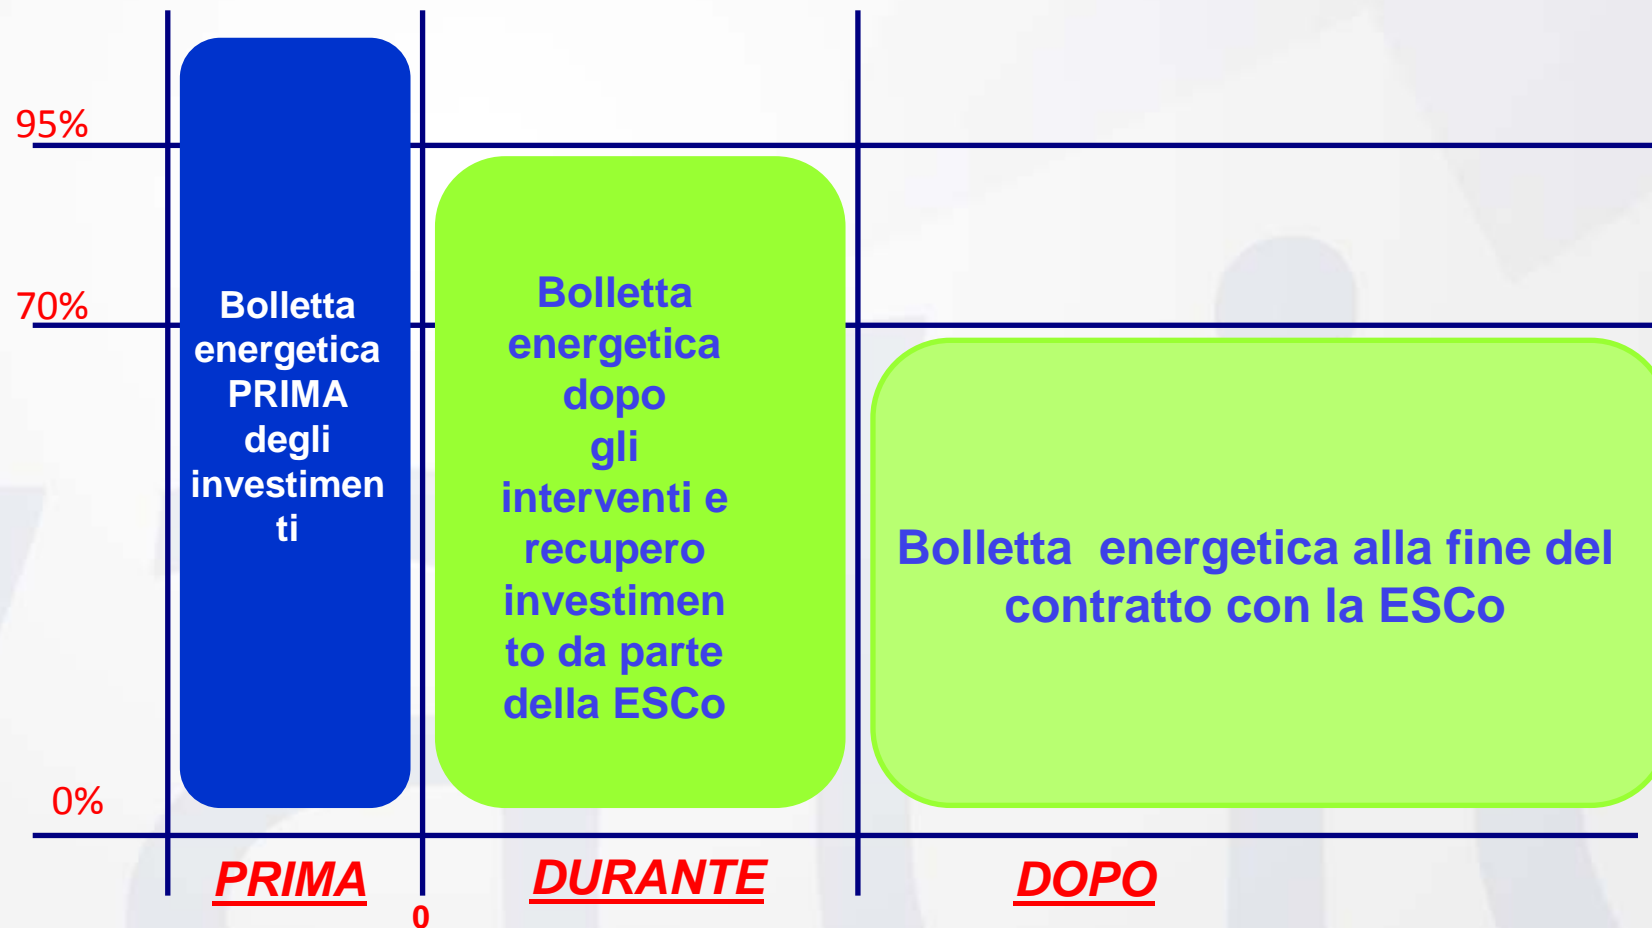 95%
70%
0%
Bolletta
energetica
PRIMA
degli
investimen
ti
Bolletta
energetica
dopo
gli
interventi e
recupero
investimen
to da parte
della ESCo
Bolletta energetica alla fine del
contratto con la ESCo
PRIMA
DURANTE
DOPO
0